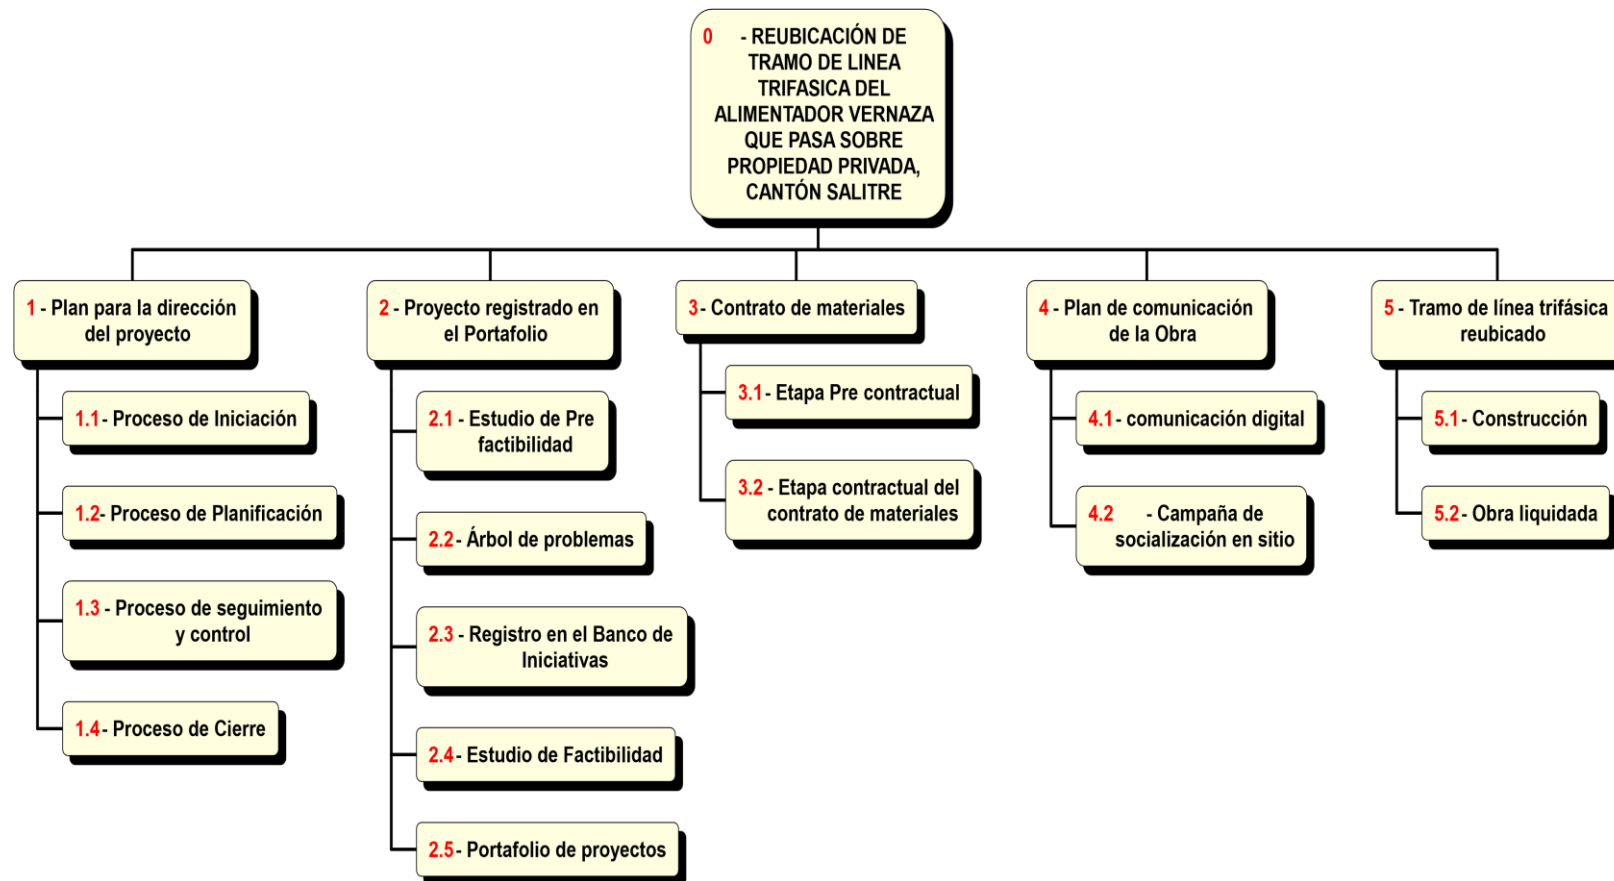 0 - REUBICACIÓN DE
TRAMO DE LINEA
TRIFASICA DEL
ALIMENTADOR VERNAZA
QUE PASA SOBRE
PROPIEDAD PRIVADA,
CANTÓN SALITRE
1 - Plan para la dirección
del proyecto
1.1- Proceso de Iniciación
1.2- Proceso de Planificación
1.3 - Proceso de seguimiento
y control
1.4- Proceso de Cierre
2 - Proyecto registrado en
el Portafolio
2.1 - Estudio de Pre
factibilidad
2.2 - Árbol de problemas
2.3 - Registro en el Banco de
Iniciativas
2.4 - Estudio de Factibilidad
2.5- Portafolio de proyectos
3- Contrato de materiales
3.1- Etapa Pre contractual
3.2 - Etapa contractual del
contrato de materiales
4 - Plan de comunicación
de la Obra
4.1- comunicación digital
4.2 - Campaña de
socialización en sitio
5 - Tramo de línea trifásica
reubicado
5.1- Construcción
5.2- Obra liquidada